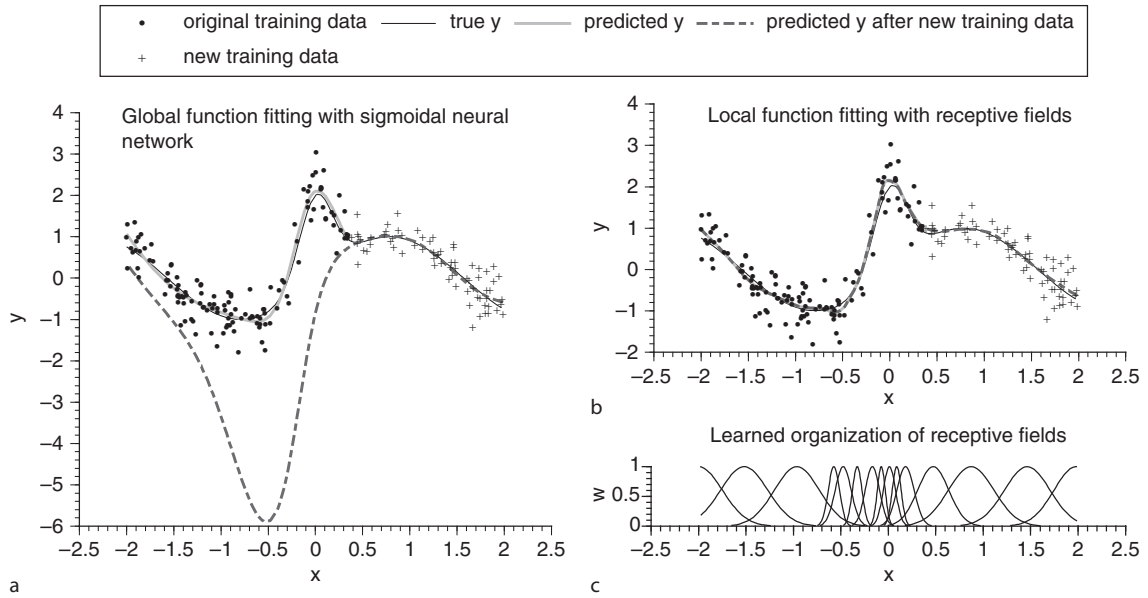 original training data true y predicted y predicted y after new training data
new training data
Global function fitting with sigmoidal neural
network
4
3
2
1
0
−1
−2
−3
−4
−5
−6
y
−2.5 −2 −1.5 −1 −0.5 0 0.5 1 1.5 2 2.5
x
a
Local function fitting with receptive fields
4
3
2
1
0
−1
−2
y
−2.5 −2 −1.5 −1 −0.5 0 0.5 1 1.5 2 2.5
x
b
Learned organization of receptive fields
1
0.5
0
w
−2.5 −2 −1.5 −1 −0.5 0 0.5 1 1.5 2 2.5
x
c